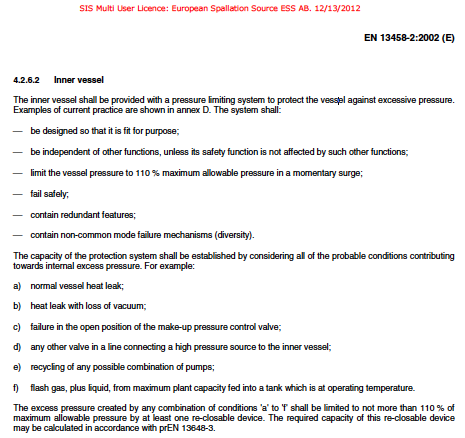 SIS Multi User Licence: European Spallation Source ESS AB. 12/13/2012
EN 13458-2:2002 (E)
4.2.6.2 Inner vessel
The inner vessel shall be provided with a pressure limiting system to protect the vessel against excessive pressure.
Examples of current practice are shown in annex D. The system shall:
— be designed so that it is fit for purpose;
— be independent of other functions, unless its safety function is not affected by such other functions;
— limit the vessel pressure to 110 % maximum allowable pressure in a momentary surge;
— fail safely;
— contain redundant features;
— contain non-common mode failure mechanisms (diversity).
The capacity of the protection system shall be established by considering all of the probable conditions contributing
towards internal excess pressure. For example:
a) normal vessel heat leak;
b) heat leak with loss of vacuum;
c) failure in the open position of the make-up pressure control valve;
d) any other valve in a line connecting a high pressure source to the inner vessel;
e) recycling of any possible combination of pumps;
f) flash gas, plus liquid, from maximum plant capacity fed into a tank which is at operating temperature.
The excess pressure created by any combination of conditions 'a' to 'f' shall be limited to not more than 110 % of
maximum allowable pressure by at least one re-closable device. The required capacity of this re-closable device
may be calculated in accordance with prEN 13648-3.